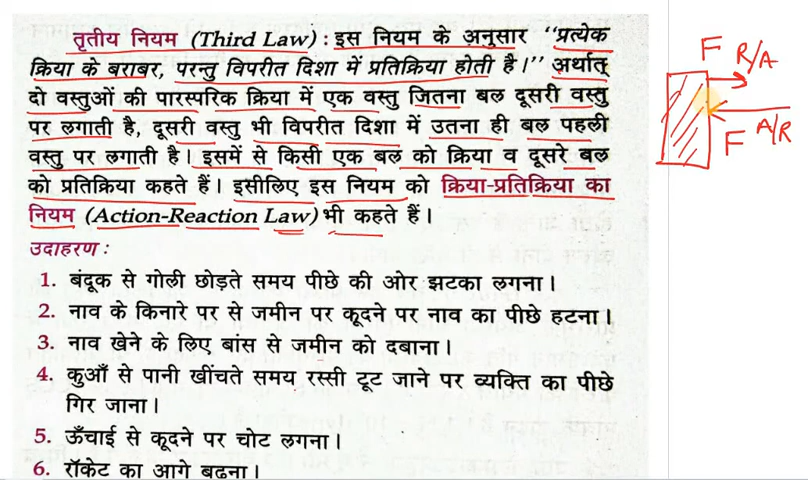 तृतीय नियम (Third Law) : इस नियम के अनुसार ‘‘प्रत्येक
क्रिया के बराबर, परन्तु विपरीत दिशा में प्रतिक्रिया होती है।’’ अर्थात्
दो वस्तुओं की पारस्परिक क्रिया में एक वस्तु जितना बल दूसरी वस्तु
पर लगाती है, दूसरी वस्तु भी विपरीत दिशा में उतना ही बल पहली
वस्तु पर लगाती है। इसमें से किसी एक बल को क्रिया व दूसरे बल
को प्रतिक्रिया कहते हैं। इसीलिए इस नियम को क्रिया-प्रतिक्रिया का
नियम (Action-Reaction Law) भी कहते हैं।
उदाहरण :
1. बंदूक से गोली छोड़ते समय पीछे की ओर झटका लगना।
2. नाव के किनारे पर से जमीन पर कूदने पर नाव का पीछे हटना।
3. नाव खेने के लिए बांस से जमीन को दबाना।
4. कुआँ से पानी खींचते समय रस्सी टूट जाने पर व्यक्ति का पीछे
गिर जाना।
5. ऊँचाई से कूदने पर चोट लगना।
6. रॉकेट का आगे बढ़ना।
F R/A
F A/R